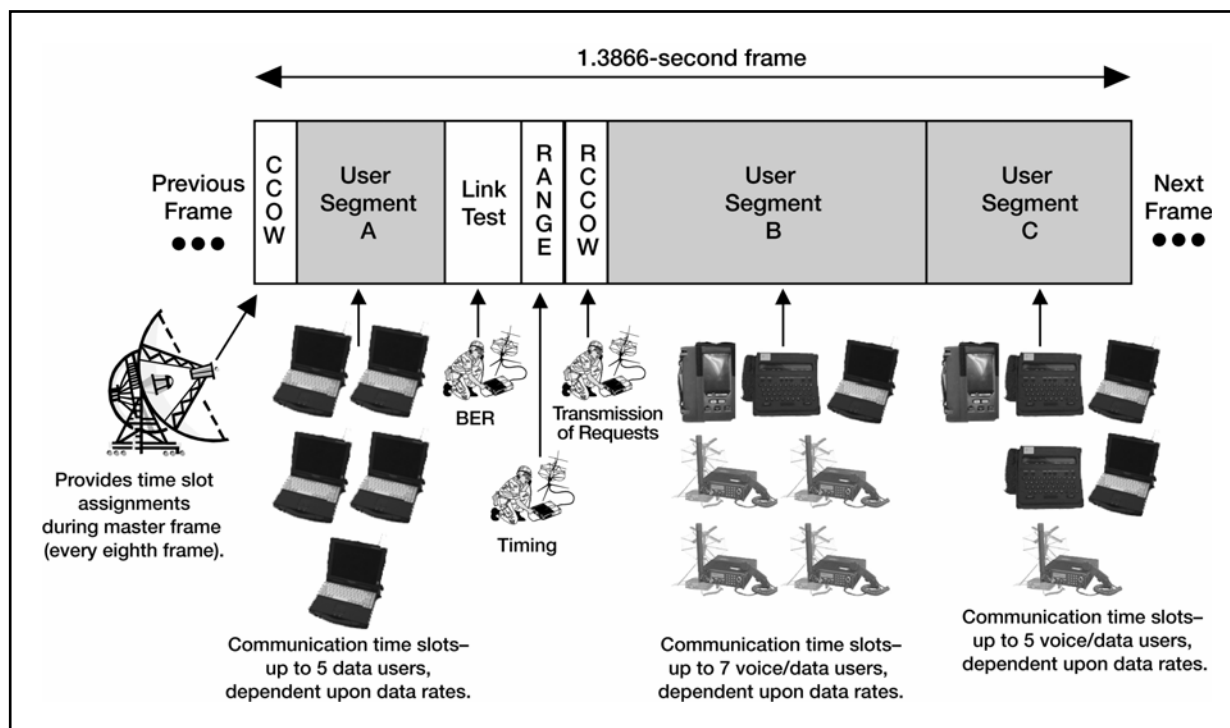 1.3866-second frame
Previous
Frame
●●●
CCOW
User
Segment
A
Link
Test
RANGE
RCCOW
User
Segment
B
User
Segment
C
Next
Frame
●●●
Provides time slot
assignments
during master frame
(every eighth frame).
BER
Timing
Transmission
of Requests
Communication time slots–
up to 5 data users,
dependent upon data rates.
Communication time slots–
up to 7 voice/data users,
dependent upon data rates.
Communication time slots–
up to 5 voice/data users,
dependent upon data rates.